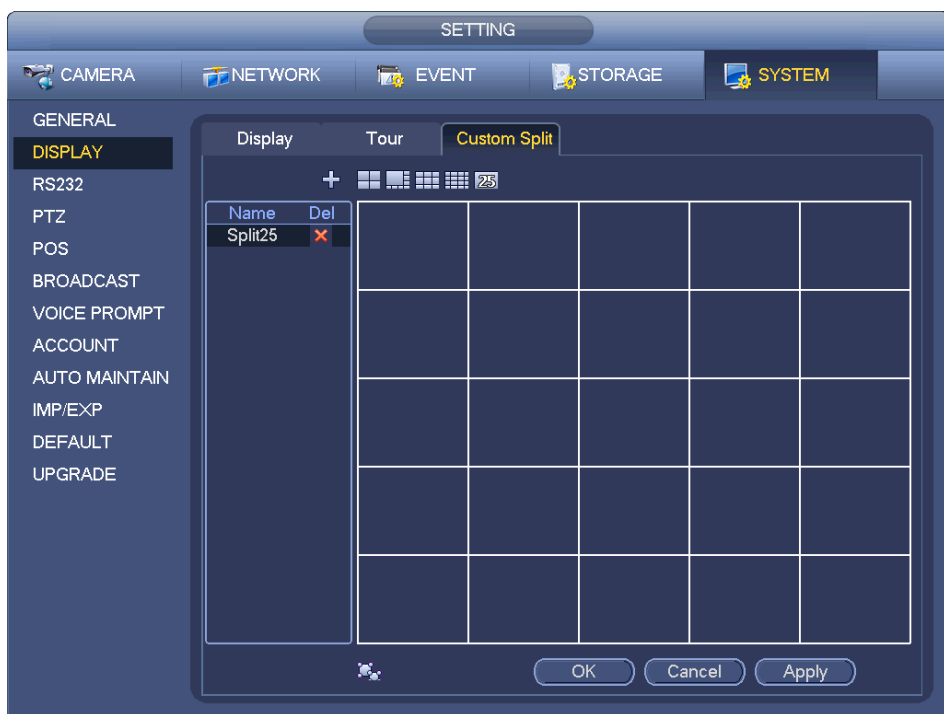 SETTING
CAMERA NETWORK EVENT STORAGE SYSTEM
GENERAL
DISPLAY
RS232
PTZ
POS
BROADCAST
VOICE PROMPT
ACCOUNT
AUTO MAINTAIN
IMP/EXP
DEFAULT
UPGRADE
Display Tour Custom Split
25
Name Del
Split25
OK Cancel Apply